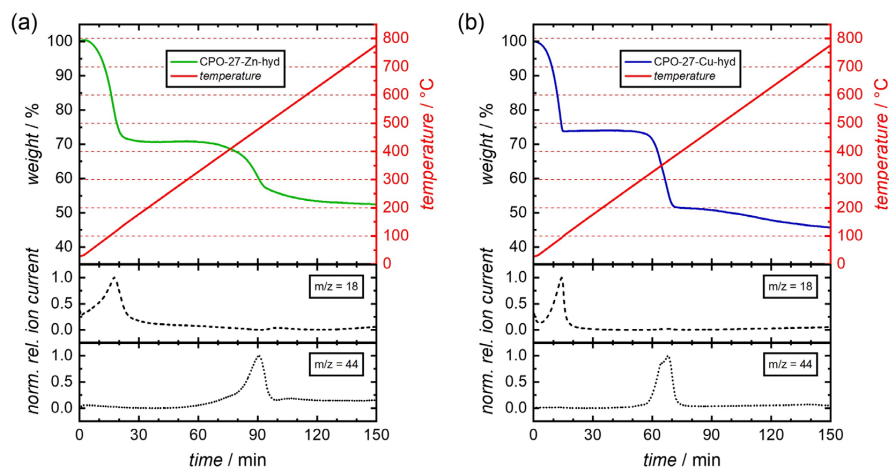 (a)
CPO-27-Zn-hyd
temperature
weight / %
100
90
80
70
60
50
40
temperature / °C
800
700
600
500
400
300
200
100
0
norm. rel. ion current
1.0
0.5
0.0
m/z = 18
1.0
0.5
0.0
m/z = 44
0 30 60 90 120 150
time / min
(b)
CPO-27-Cu-hyd
temperature
weight / %
100
90
80
70
60
50
40
temperature / °C
800
700
600
500
400
300
200
100
0
norm. rel. ion current
1.0
0.5
0.0
m/z = 18
1.0
0.5
0.0
m/z = 44
0 30 60 90 120 150
time / min